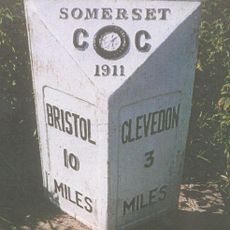 SOMERSET
C C
1911
BRISTOL
10
MILES
CLEVEDON
3
MILES